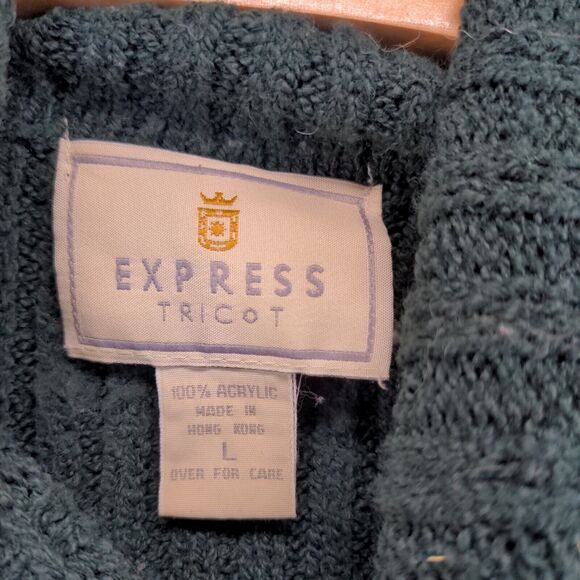 EXPRESS
TRICOT
100% ACRYLIC
MADE IN
HONG KONG
L
OVER FOR CARE